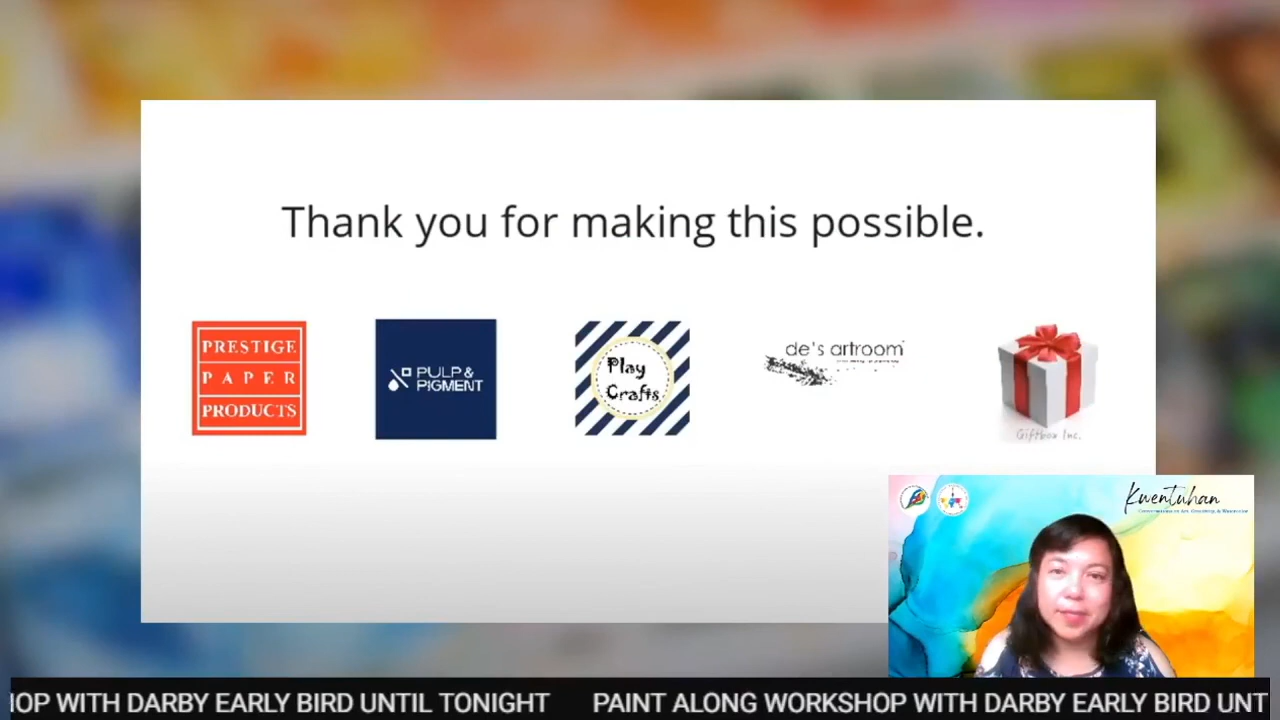 Thank you for making this possible.
PRESTIGE
PAPER
PRODUCTS
PULP &
PIGMENT
Play
Crafts
de's artroom
Giftbox Inc.
Kwentuhan
HOP WITH DARBY EARLY BIRD UNTIL TONIGHT PAINT ALONG WORKSHOP WITH DARBY EARLY BIRD UNT